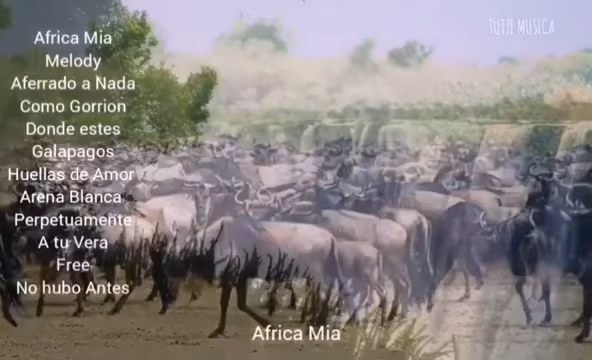 TUTTE MUSICA
Africa Mia
Melody
Aferrado a Nada
Como Gorrion
Donde estes
Galapagos
Huellas de Amor
Arena Blanca
Perpetuamente
A tu Vera
Free
No hubo Antes
Africa Mia